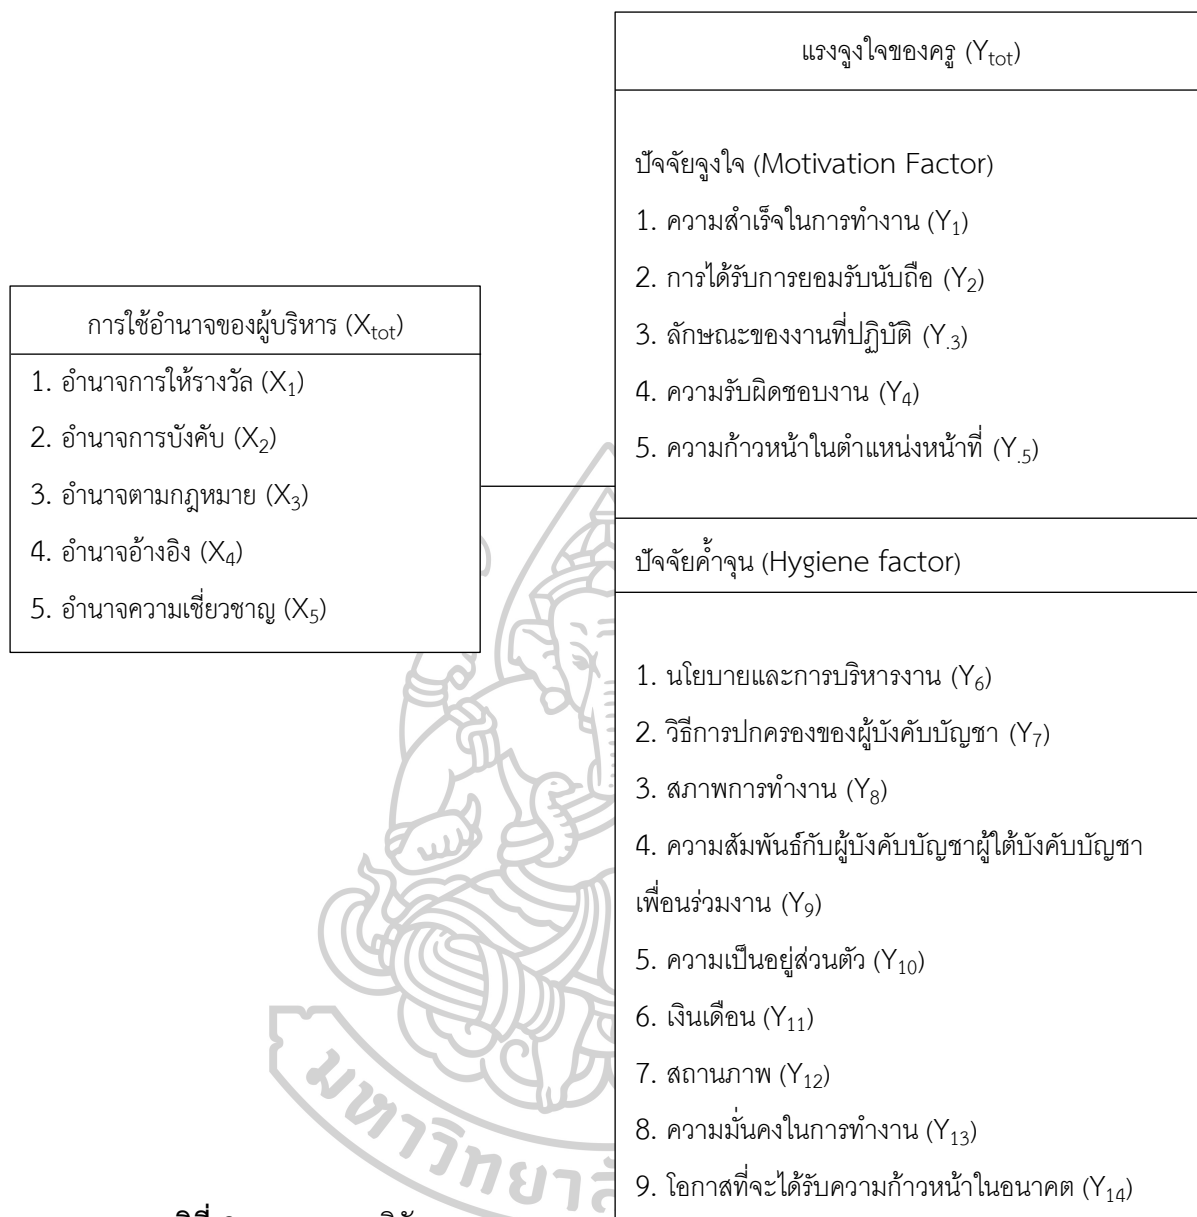 แรงจูงใจของครู (Ytot)
ปัจจัยจูงใจ (Motivation Factor)
1. ความสำเร็จในการทำงาน (Y1)
2. การได้รับการยอมรับนับถือ (Y2)
3. ลักษณะของงานที่ปฏิบัติ (Y.3)
4. ความรับผิดชอบงาน (Y4)
5. ความก้าวหน้าในตำแหน่งหน้าที่ (Y.5)
การใช้อำนาจของผู้บริหาร (Xtot)
1. อำนาจการให้รางวัล (X1)
2. อำนาจการบังคับ (X2)
3. อำนาจตามกฎหมาย (X3)
4. อำนาจอ้างอิง (X4)
5. อำนาจความเชี่ยวชาญ (X5)
ปัจจัยค้ำจุน (Hygiene factor)
1. นโยบายและการบริหารงาน (Y6)
2. วิธีการปกครองของผู้บังคับบัญชา (Y7)
3. สภาพการทำงาน (Y8)
4. ความสัมพันธ์กับผู้บังคับบัญชาผู้ใต้บังคับบัญชา
เพื่อนร่วมงาน (Y9)
5. ความเป็นอยู่ส่วนตัว (Y10)
6. เงินเดือน (Y11)
7. สถานภาพ (Y12)
8. ความมั่นคงในการทำงาน (Y13)
9. โอกาสที่จะได้รับความก้าวหน้าในอนาคต (Y14)